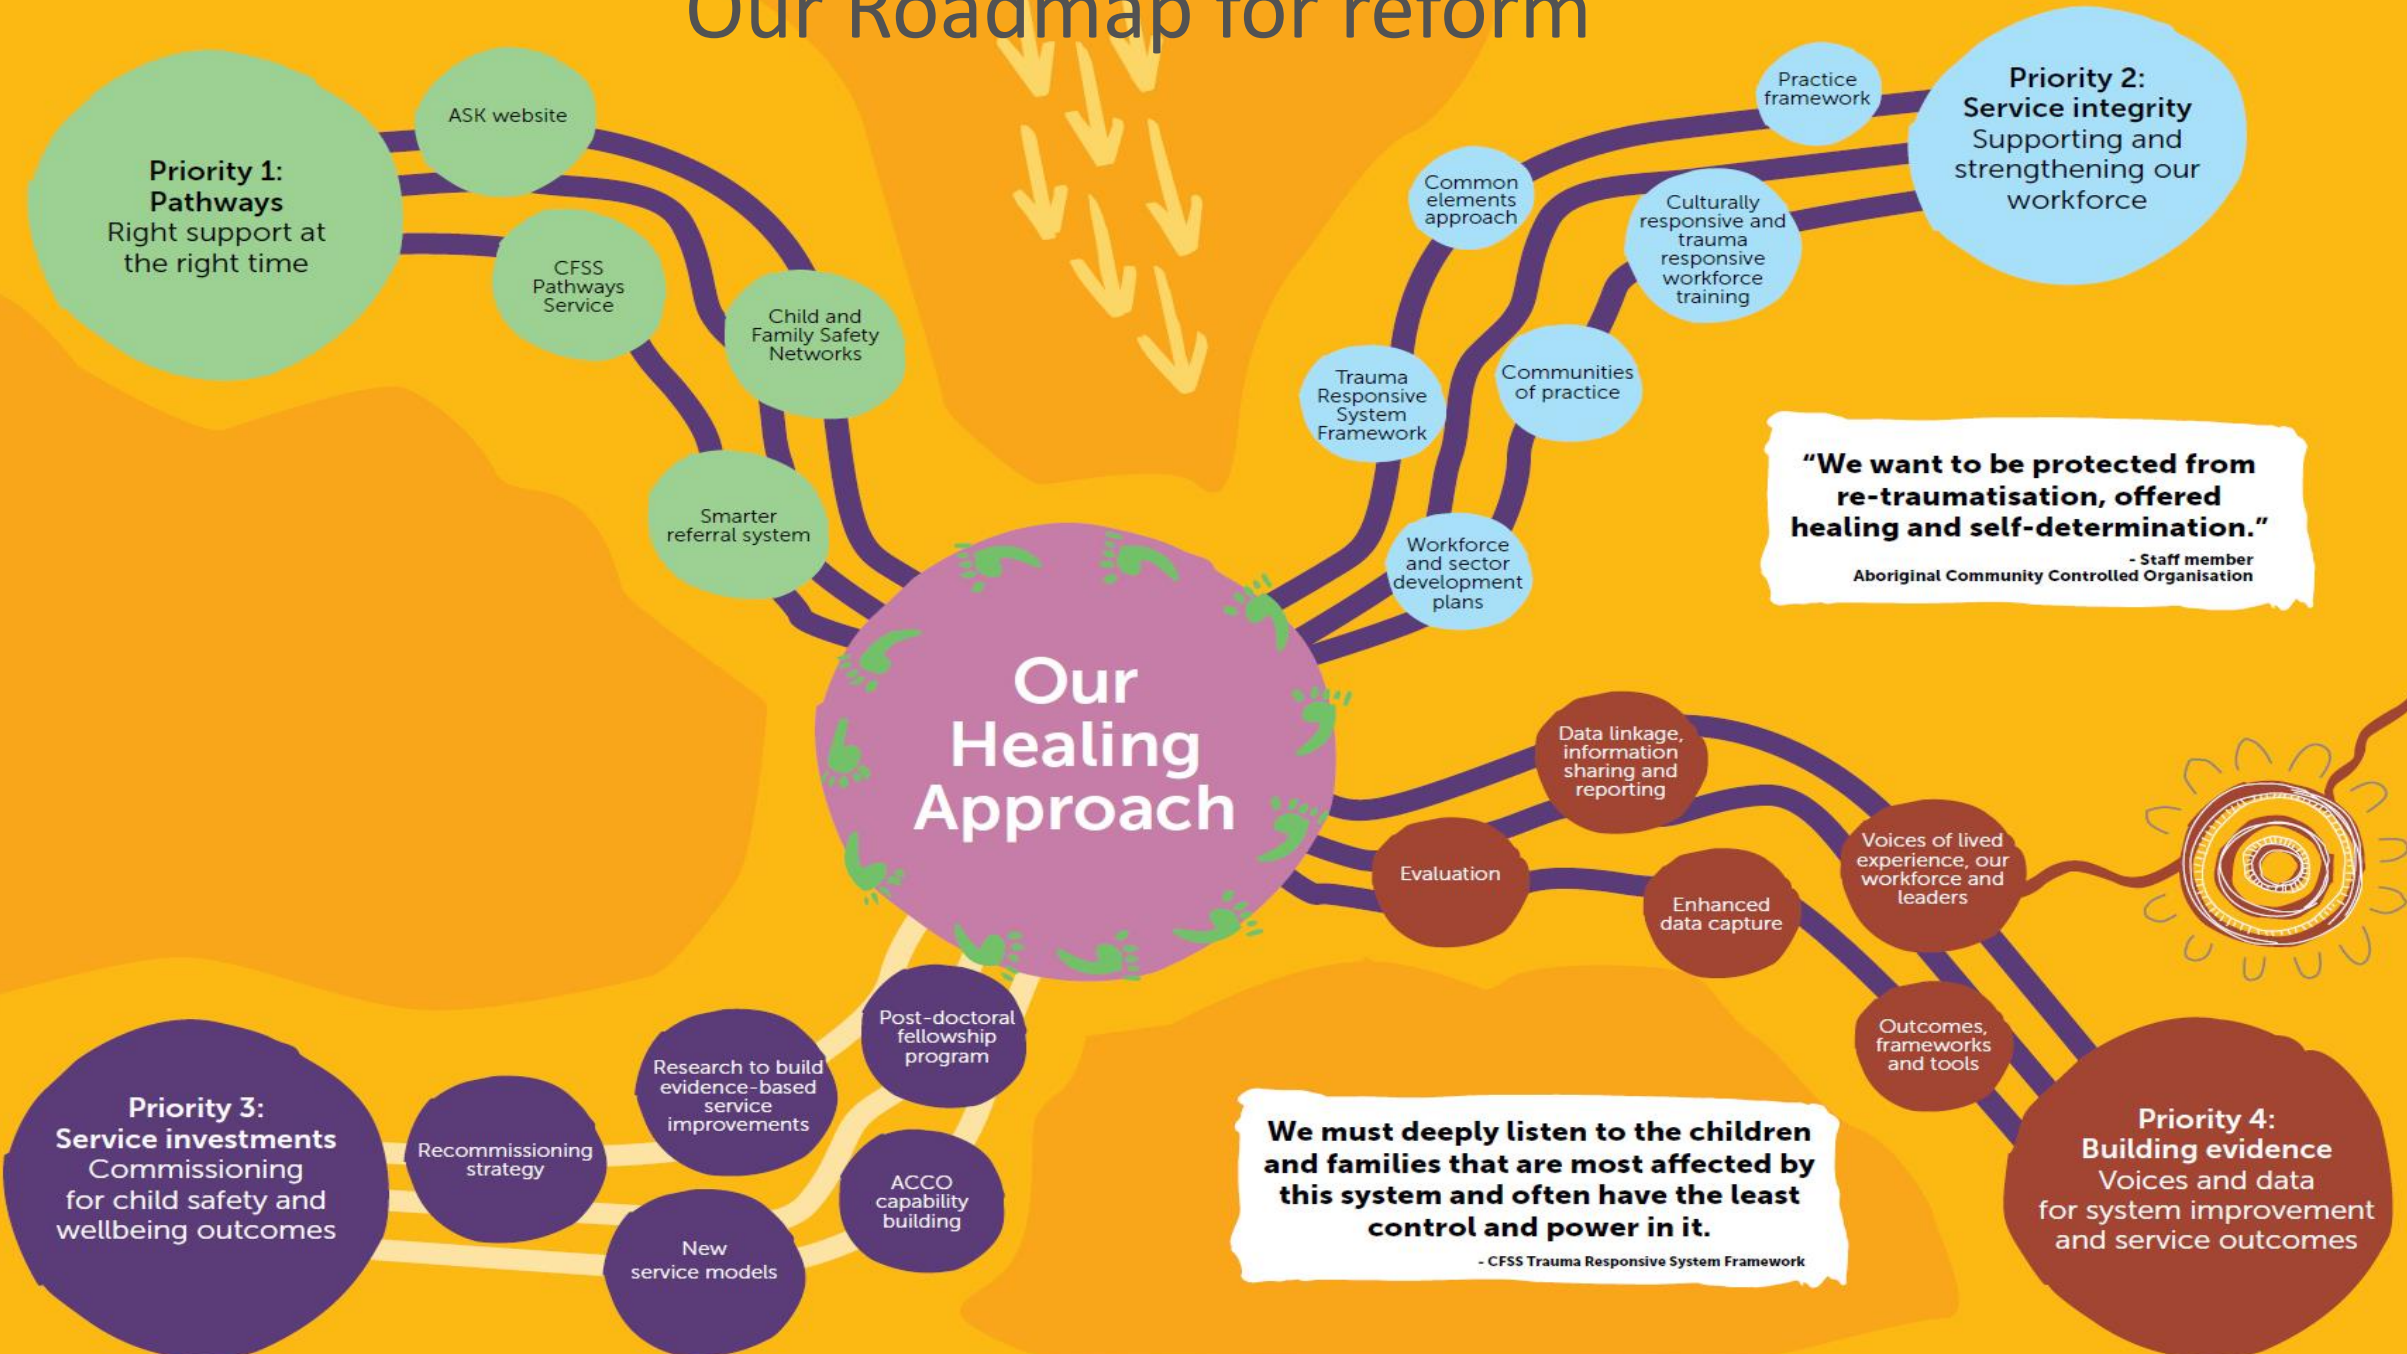 Our Roadmap for reform
Priority 1:
Pathways
Right support at
the right time
ASK website
CFSS
Pathways
Service
Child and
Family Safety
Networks
Smarter
referral system
Priority 2:
Service integrity
Supporting and
strengthening our
workforce
Practice
framework
Common
elements
approach
Culturally
responsive and
trauma
responsive
workforce
training
Trauma
Responsive
System
Framework
Communities
of practice
Workforce
and sector
development
plans
“We want to be protected from
re-traumatisation, offered
healing and self-determination.”
- Staff member
Aboriginal Community Controlled Organisation
Our
Healing
Approach
Data linkage,
information
sharing and
reporting
Evaluation
Enhanced
data capture
Voices of lived
experience, our
workforce and
leaders
Outcomes,
frameworks
and tools
Priority 3:
Service investments
Commissioning
for child safety and
wellbeing outcomes
Recommissioning
strategy
Research to build
evidence-based
service
improvements
Post-doctoral
fellowship
program
New
service models
ACCO
capability
building
We must deeply listen to the children
and families that are most affected by
this system and often have the least
control and power in it.
- CFSS Trauma Responsive System Framework
Priority 4:
Building evidence
Voices and data
for system improvement
and service outcomes